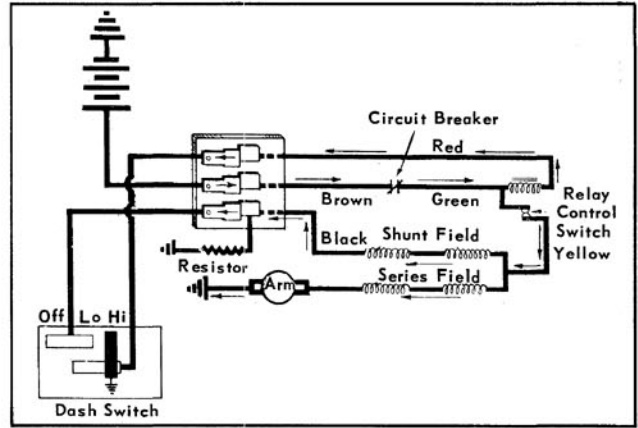 Circuit Breaker
Red
Brown
Green
Relay
Control
Switch
Black
Shunt Field
Yellow
Resistor
Series Field
Arm
Off Lo Hi
Dash Switch